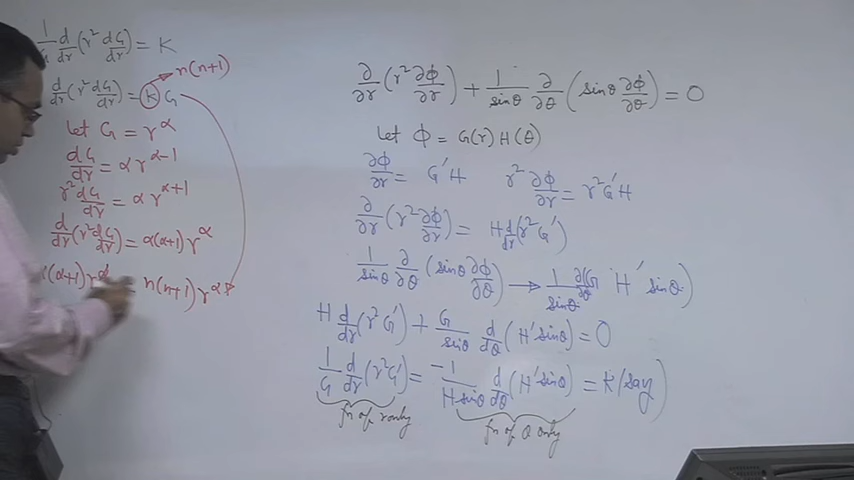 1/G d/dr (r² dG/dr) = K
d/dr (r² dG/dr) = K G
n(n+1)
let G = r^α
dG/dr = α r^(α-1)
r² dG/dr = α r^(α+1)
d/dr (r² dG/dr) = α(α+1) r^α
(α+1) r^α = n(n+1) r^α
∂/∂r (r² ∂Φ/∂r) + 1/sinθ ∂/∂θ (sinθ ∂Φ/∂θ) = 0
let Φ = G(r) H(θ)
∂Φ/∂r = G'H r² ∂Φ/∂r = r² G'H
∂/∂r (r² ∂Φ/∂r) = H d/dr (r² G')
1/sinθ ∂/∂θ (sinθ ∂Φ/∂θ) → 1/sinθ ∂/∂θ (G H' sinθ)
H d/dr (r² G') + G/sinθ d/dθ (H' sinθ) = 0
1/G d/dr (r² G') = -1/(H sinθ) d/dθ (H' sinθ) = K (say)
fn of r only fn of θ only